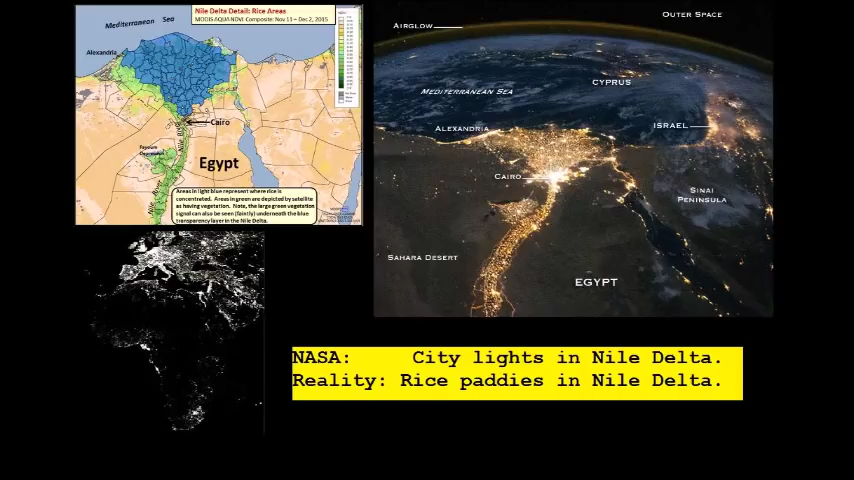 Nile Delta Detail: Rice Areas
MODIS AQUA NDVI Composite: Nov 13 – Dec 2, 2015
Mediterranean Sea
Alexandria
Cairo
Nile River
Fayoum
Depression
Egypt
Areas in light blue represent where rice is
concentrated. Areas in green are depicted by satellite
as having vegetation. Note, the large green vegetation
signal can also be seen (faintly) underneath the blue
transparency layer in the Nile Delta.
AIRGLOW
OUTER SPACE
CYPRUS
MEDITERRANEAN SEA
ISRAEL
ALEXANDRIA
CAIRO
SINAI
PENINSULA
SAHARA DESERT
EGYPT
NASA: City lights in Nile Delta.
Reality: Rice paddies in Nile Delta.